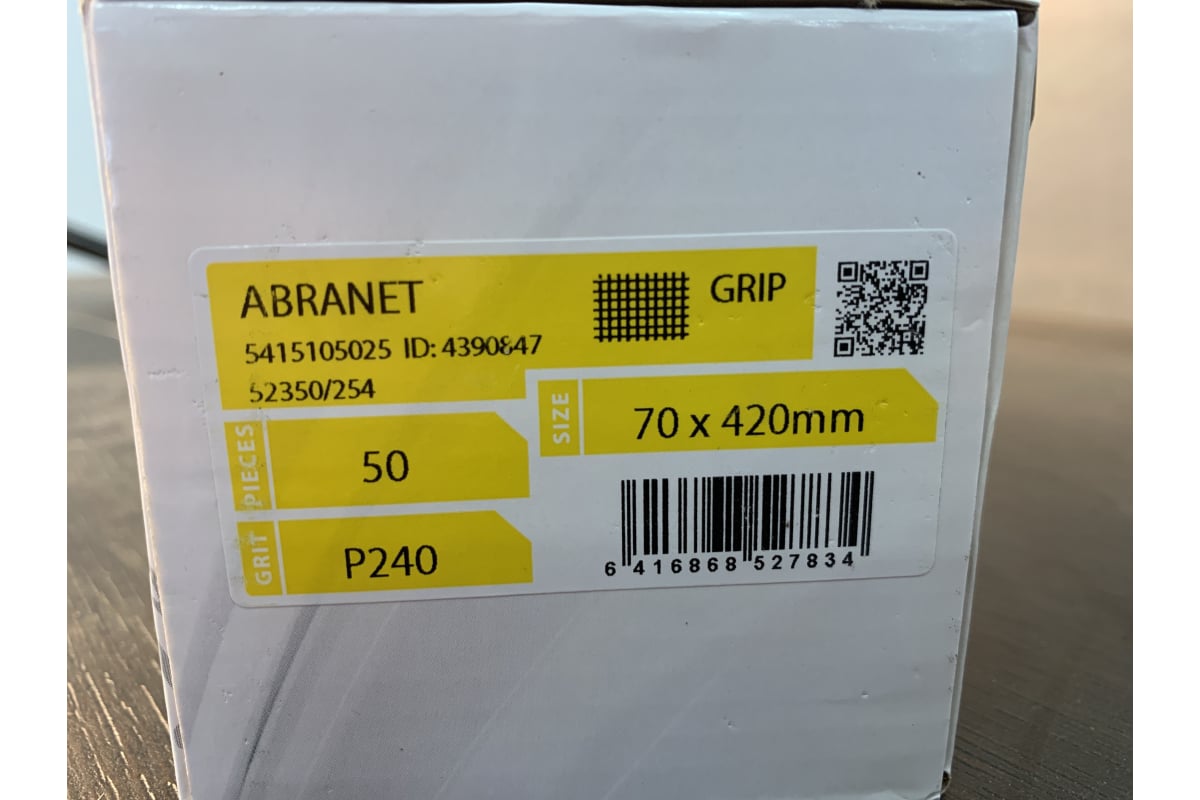 ABRANET
GRIP
5415105025 ID: 4390847
52350/254
SIZE
70 x 420mm
PIECES
50
GRIT
P240
6 416868 527834